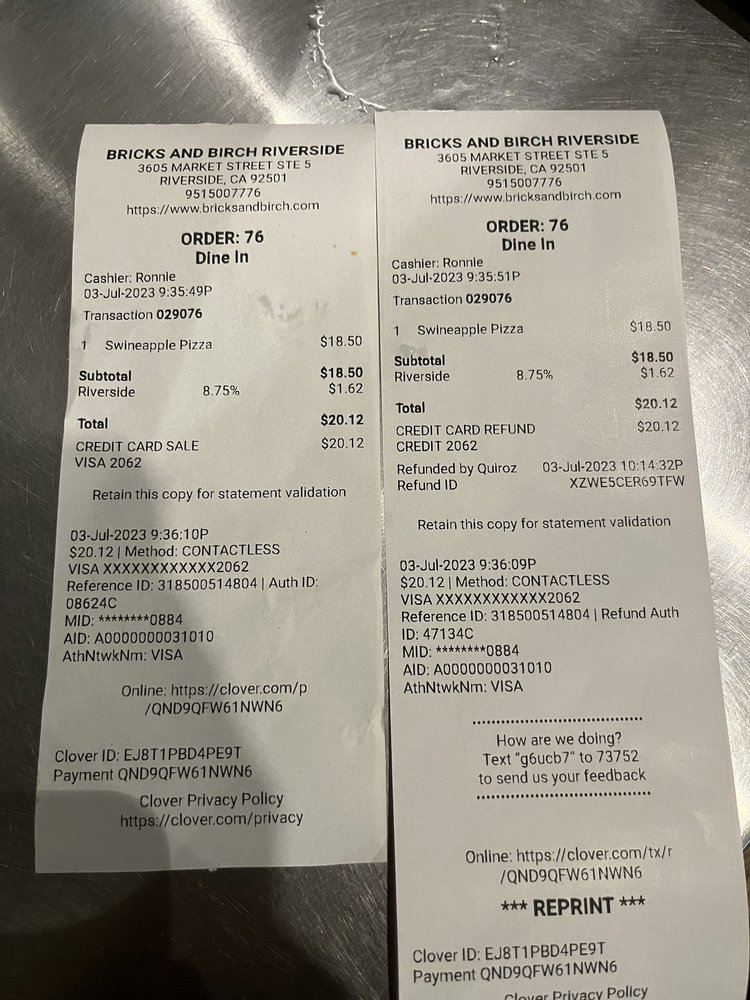 BRICKS AND BIRCH RIVERSIDE
3605 MARKET STREET STE 5
RIVERSIDE, CA 92501
9515007776
https://www.bricksandbirch.com
ORDER: 76
Dine In
Cashier: Ronnie
03-Jul-2023 9:35:49P
Transaction 029076
1 Swineapple Pizza $18.50
Subtotal $18.50
Riverside 8.75% $1.62
Total $20.12
CREDIT CARD SALE $20.12
VISA 2062
Retain this copy for statement validation
03-Jul-2023 9:36:10P
$20.12 | Method: CONTACTLESS
VISA XXXXXXXXXXXX2062
Reference ID: 318500514804 | Auth ID:
08624C
MID: ********0884
AID: A0000000031010
AthNtwkNm: VISA
Online: https://clover.com/p
/QND9QFW61NWN6
Clover ID: EJ8T1PBD4PE9T
Payment QND9QFW61NWN6
Clover Privacy Policy
https://clover.com/privacy
BRICKS AND BIRCH RIVERSIDE
3605 MARKET STREET STE 5
RIVERSIDE, CA 92501
9515007776
https://www.bricksandbirch.com
ORDER: 76
Dine In
Cashier: Ronnie
03-Jul-2023 9:35:51P
Transaction 029076
1 Swineapple Pizza $18.50
Subtotal $18.50
Riverside 8.75% $1.62
Total $20.12
CREDIT CARD REFUND $20.12
CREDIT 2062
Refunded by Quiroz 03-Jul-2023 10:14:32P
Refund ID XZWE5CER69TFW
Retain this copy for statement validation
03-Jul-2023 9:36:09P
$20.12 | Method: CONTACTLESS
VISA XXXXXXXXXXXX2062
Reference ID: 318500514804 | Refund Auth
ID: 47134C
MID: ********0884
AID: A0000000031010
AthNtwkNm: VISA
How are we doing?
Text "g6ucb7" to 73752
to send us your feedback
Online: https://clover.com/tx/r
/QND9QFW61NWN6
*** REPRINT ***
Clover ID: EJ8T1PBD4PE9T
Payment QND9QFW61NWN6
Clover Privacy Policy